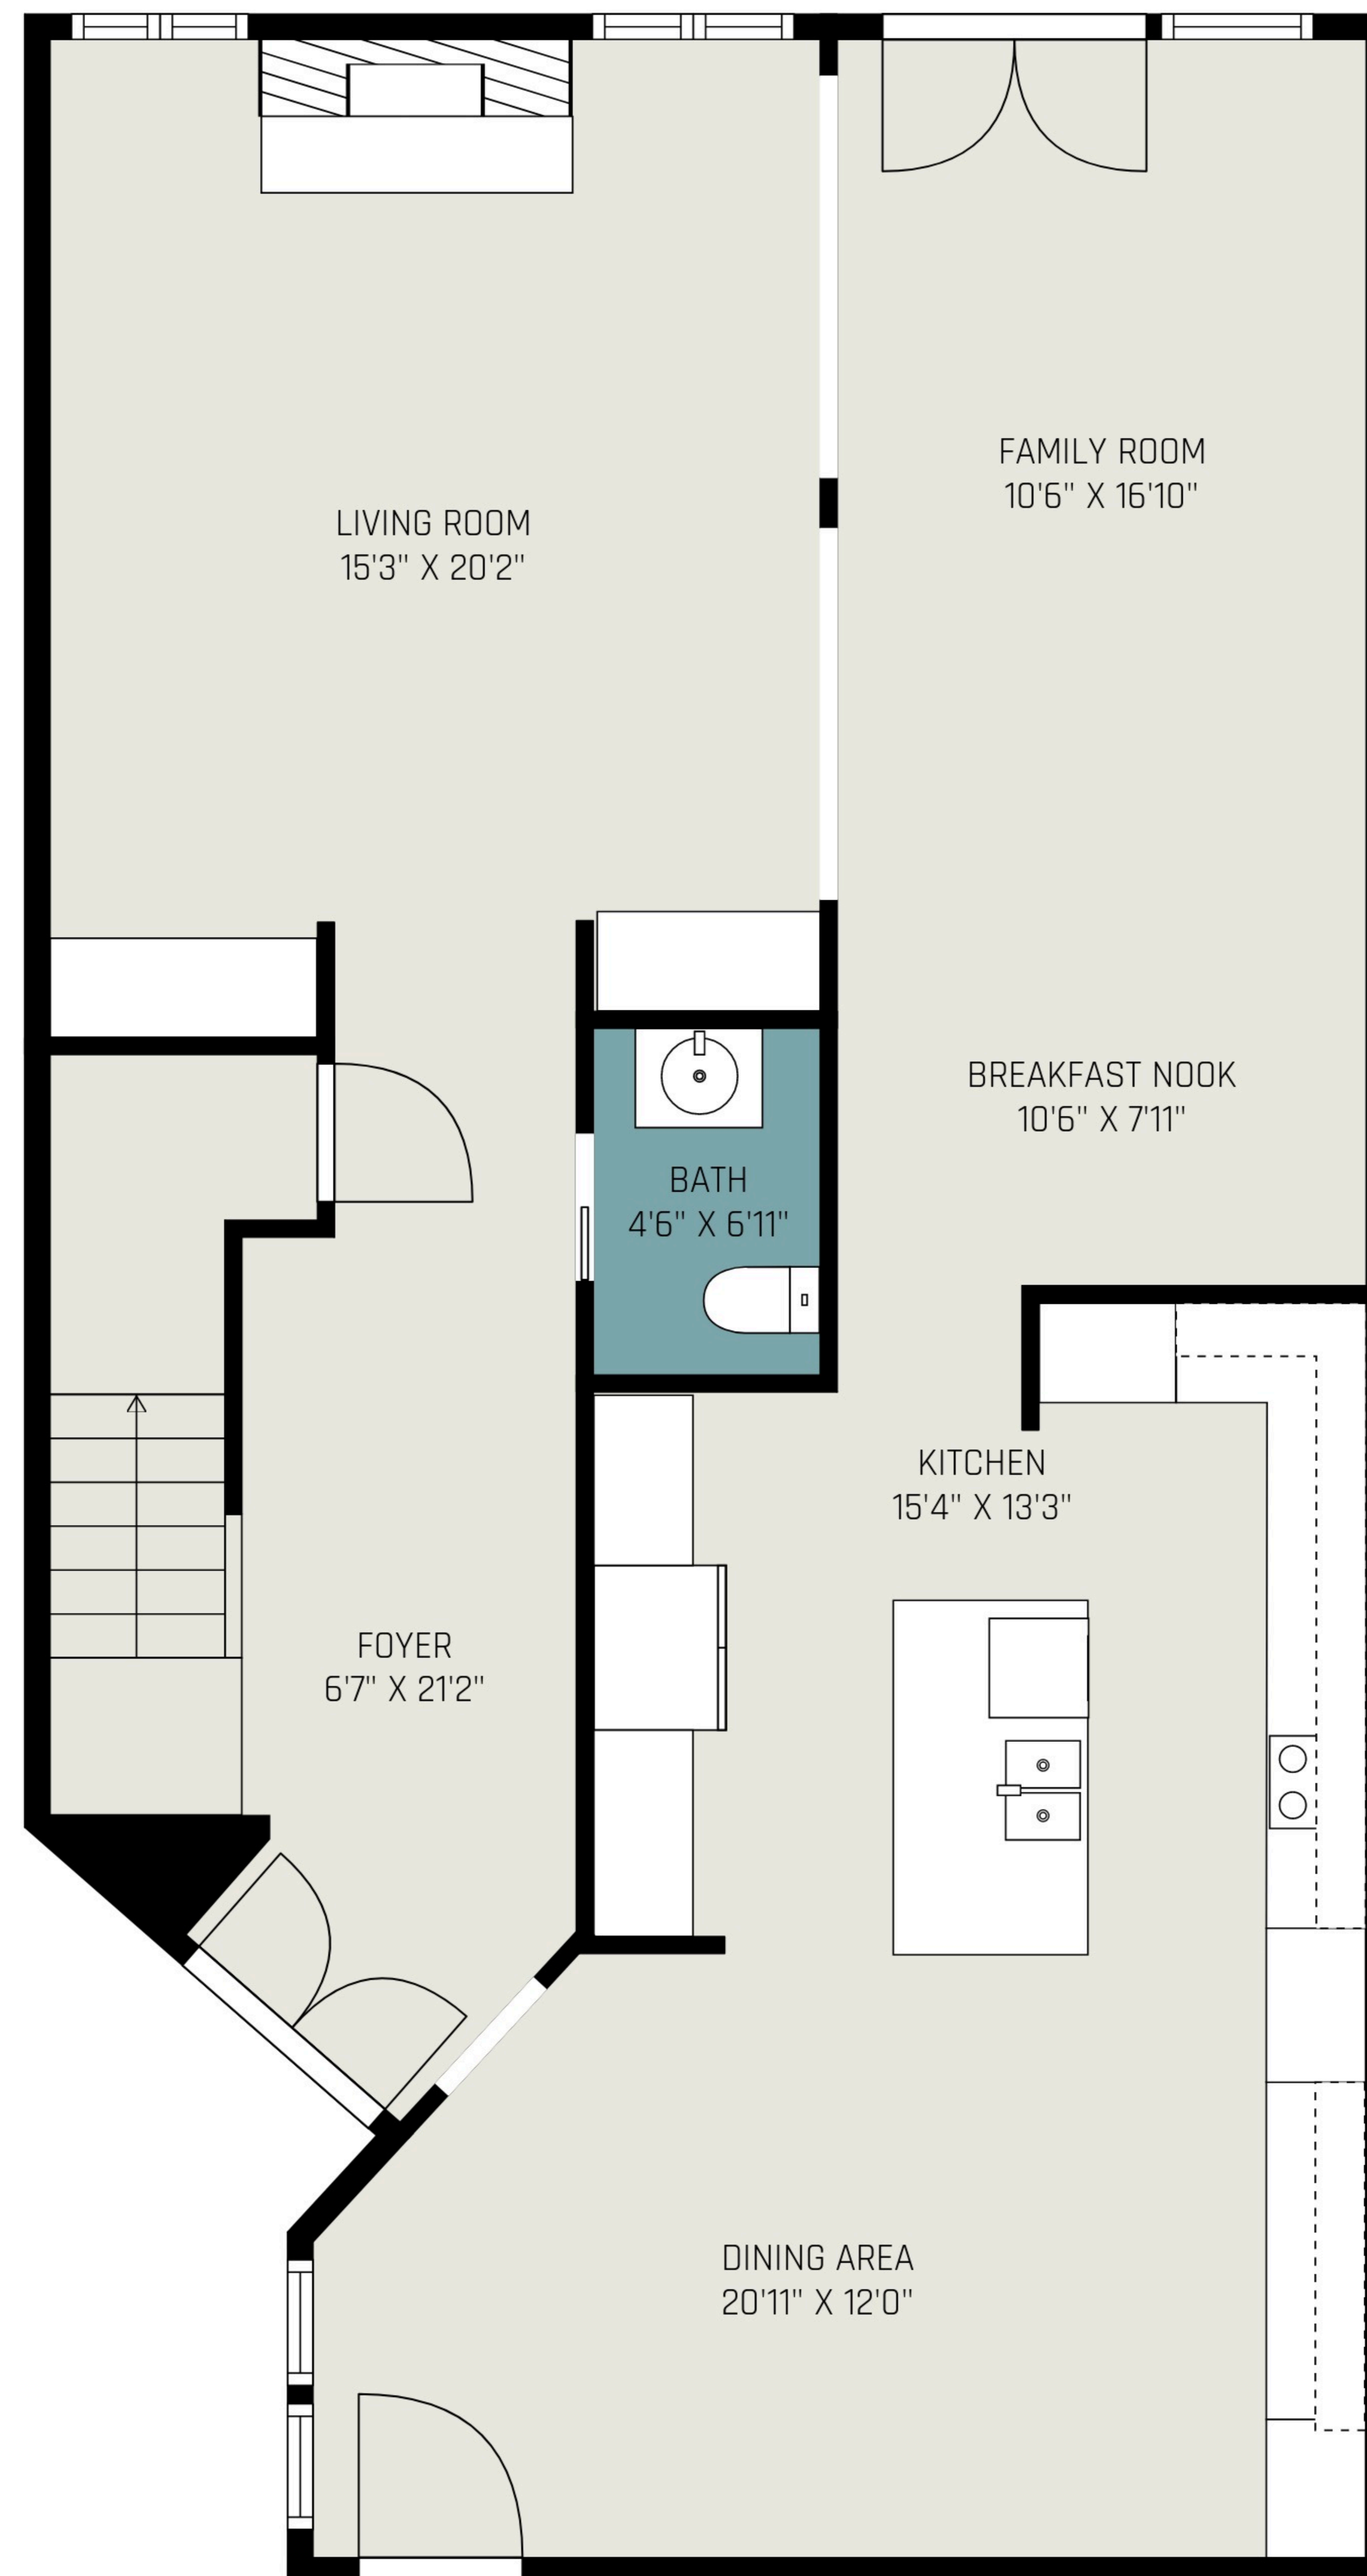 FAMILY ROOM
10'6" X 16'10"
LIVING ROOM
15'3" X 20'2"
BREAKFAST NOOK
10'6" X 7'11"
BATH
4'6" X 6'11"
KITCHEN
15'4" X 13'3"
FOYER
6'7" X 21'2"
DINING AREA
20'11" X 12'0"